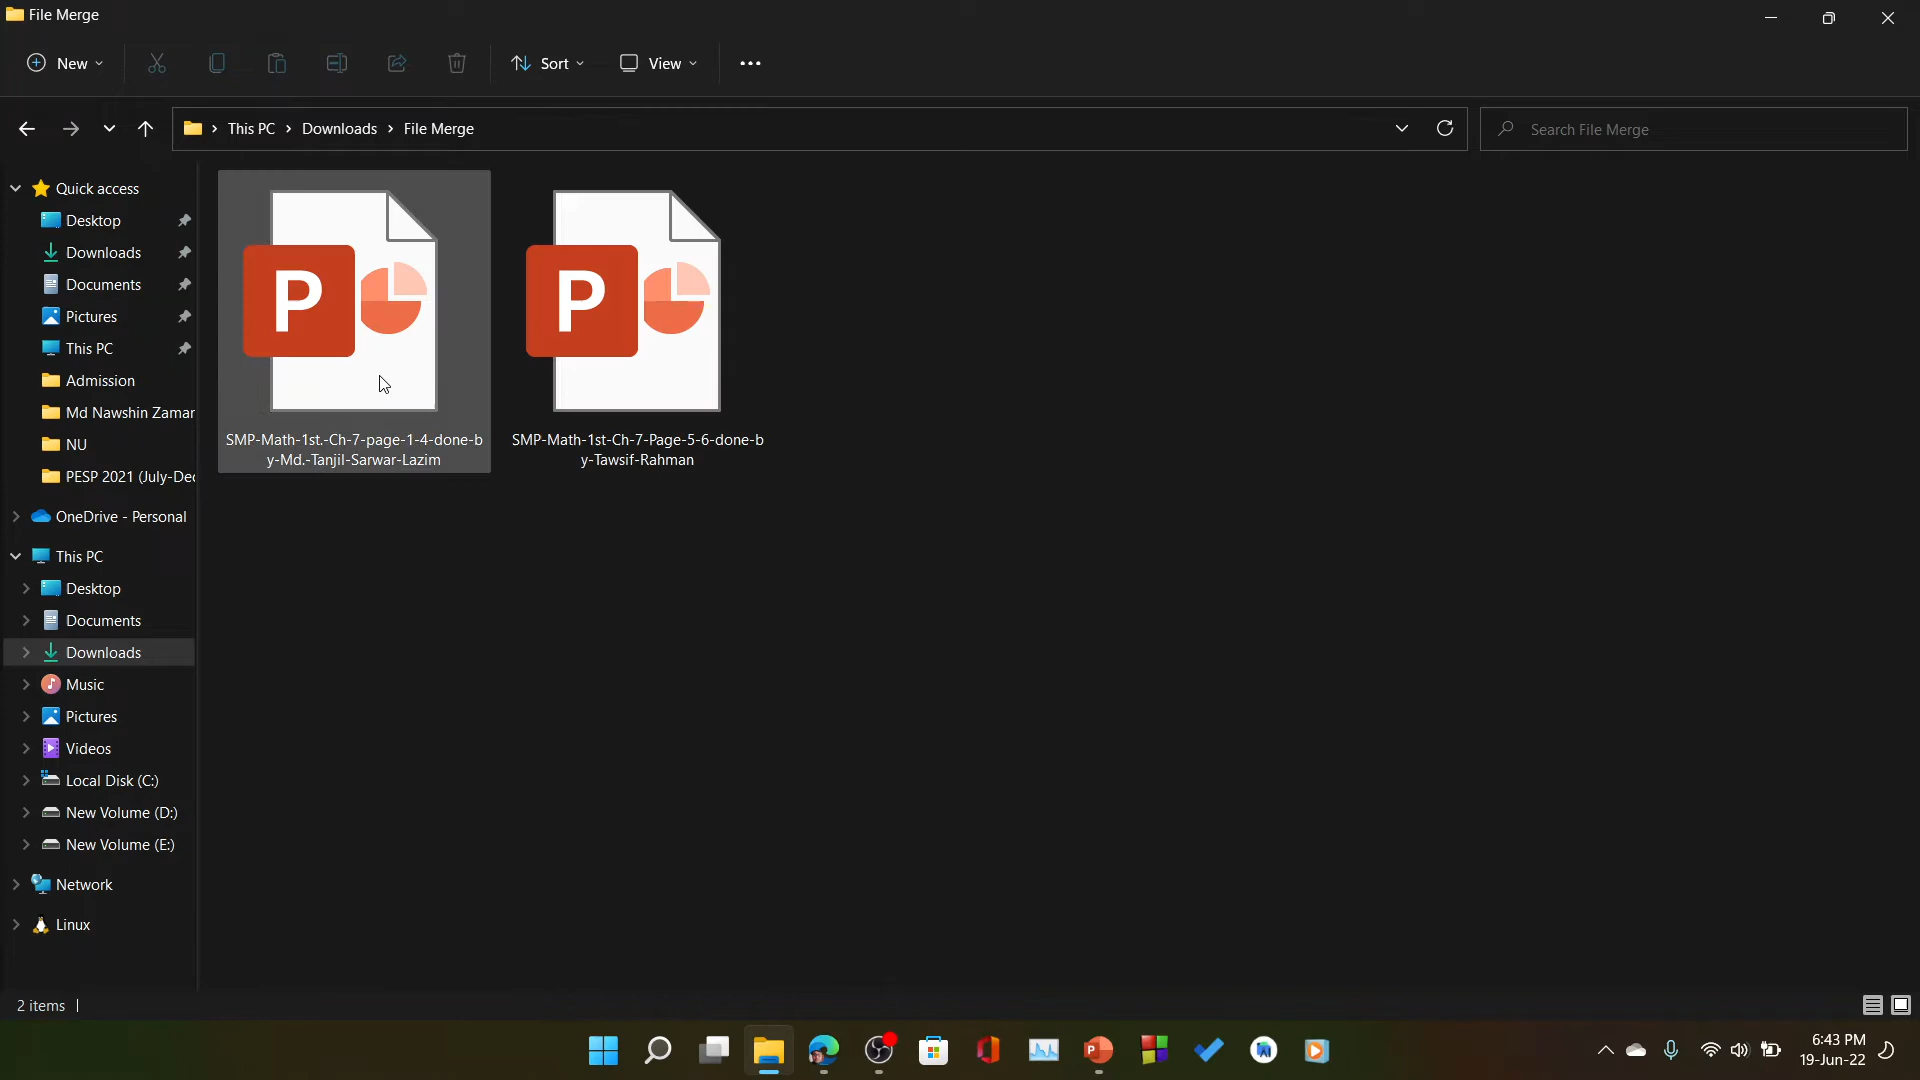 File Merge
New
Sort
View
This PC
Downloads
File Merge
Search File Merge
Quick access
Desktop
Downloads
Documents
Pictures
This PC
Admission
Md Nawshin Zamar
NU
PESP 2021 (July-Dec
OneDrive - Personal
This PC
Desktop
Documents
Downloads
Music
Pictures
Videos
Local Disk (C:)
New Volume (D:)
New Volume (E:)
Network
Linux
P
SMP-Math-1st.-Ch-7-page-1-4-done-b
y-Md.-Tanjil-Sarwar-Lazim
P
SMP-Math-1st-Ch-7-Page-5-6-done-b
y-Tawsif-Rahman
2 items
P
6:43 PM
19-Jun-22